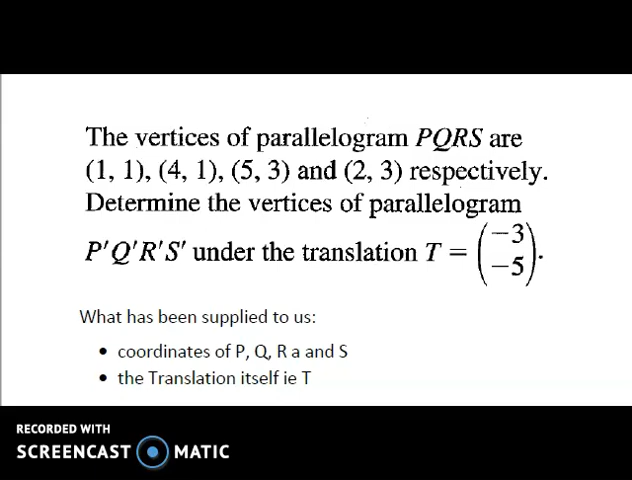 The vertices of parallelogram PQRS are
(1, 1), (4, 1), (5, 3) and (2, 3) respectively.
Determine the vertices of parallelogram
P'Q'R'S' under the translation T = (-3 -5).
What has been supplied to us:
• coordinates of P, Q, R a and S
• the Translation itself ie T
RECORDED WITH
SCREENCAST MATIC